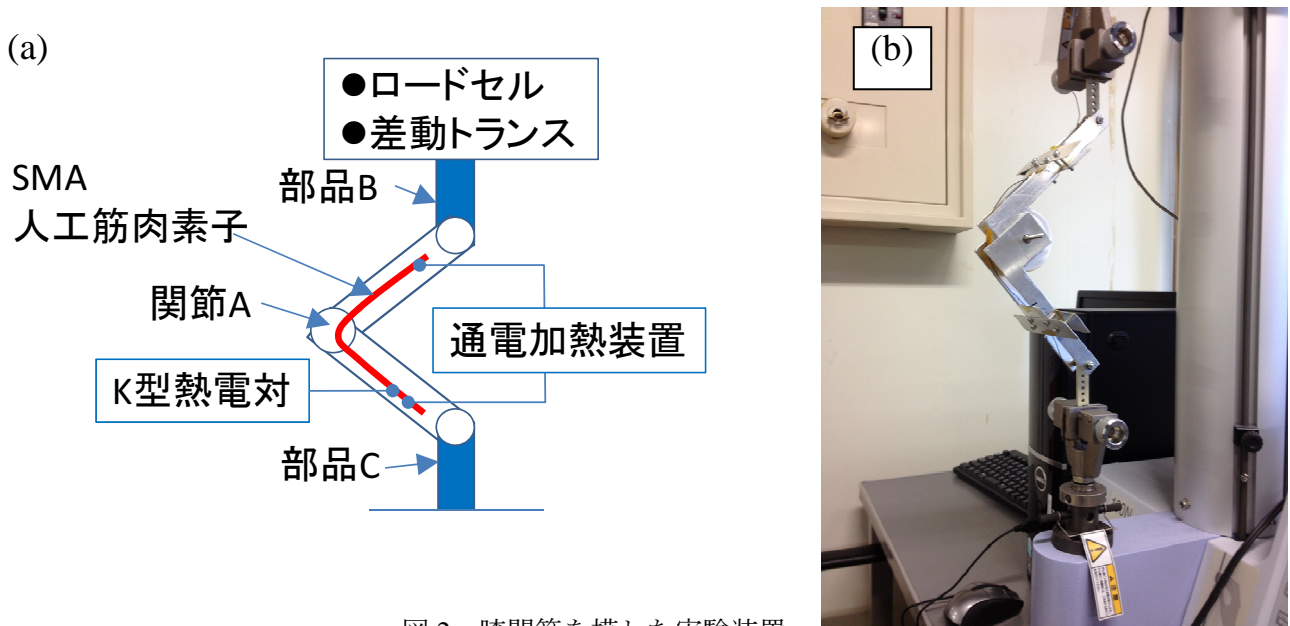 (a)
●ロードセル
●差動トランス
SMA
人工筋肉素子
部品B
関節A
通電加熱装置
K型熱電対
部品C
(b)